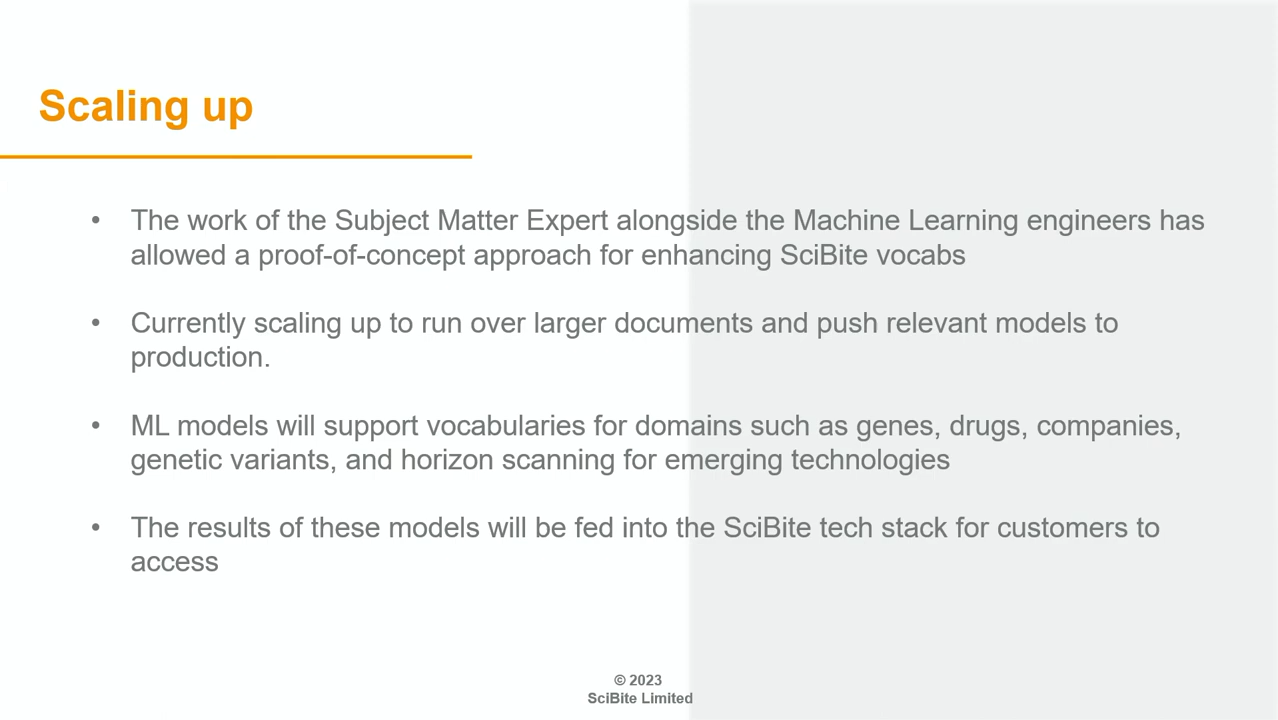 Scaling up
• The work of the Subject Matter Expert alongside the Machine Learning engineers has
allowed a proof-of-concept approach for enhancing SciBite vocabs
• Currently scaling up to run over larger documents and push relevant models to
production.
• ML models will support vocabularies for domains such as genes, drugs, companies,
genetic variants, and horizon scanning for emerging technologies
• The results of these models will be fed into the SciBite tech stack for customers to
access
© 2023
SciBite Limited